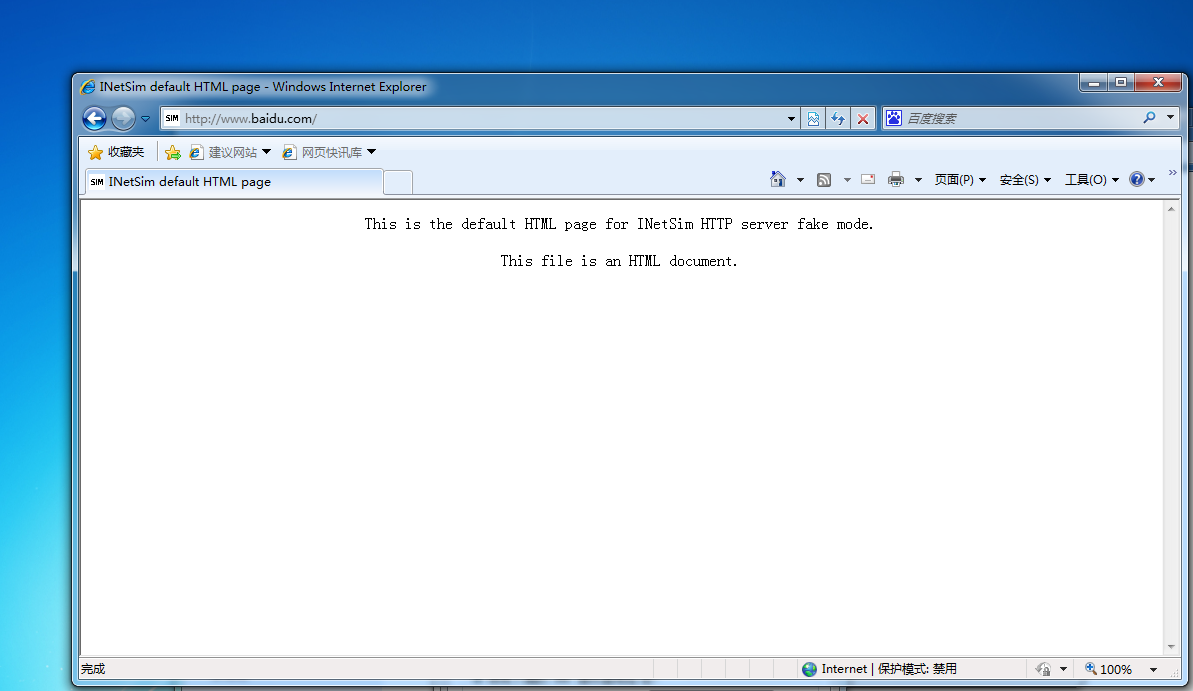 INetSim default HTML page - Windows Internet Explorer
SIM http://www.baidu.com/ 百度搜索
收藏夹 建议网站 网页快讯库
SIM INetSim default HTML page 页面(P) 安全(S) 工具(O) »
This is the default HTML page for INetSim HTTP server fake mode.
This file is an HTML document.
完成 Internet | 保护模式: 禁用 100%